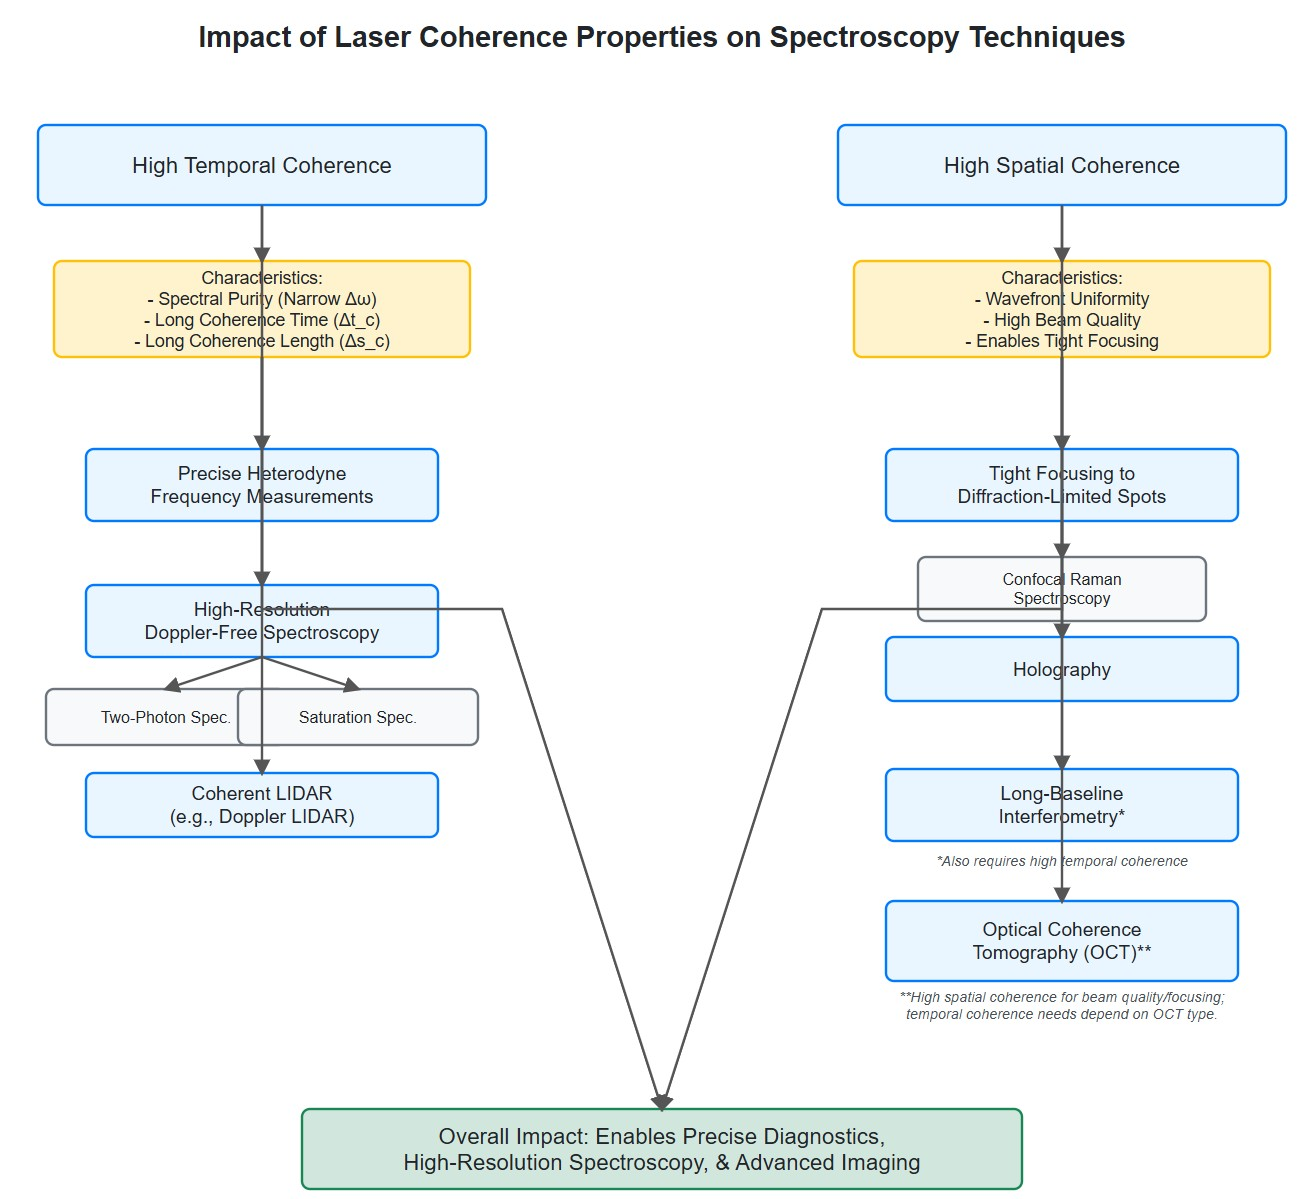 Impact of Laser Coherence Properties on Spectroscopy Techniques
High Temporal Coherence
Characteristics:
- Spectral Purity (Narrow Δω)
- Long Coherence Time (Δt_c)
- Long Coherence Length (Δs_c)
Precise Heterodyne
Frequency Measurements
High-Resolution
Doppler-Free Spectroscopy
Two-Photon Spec.
Saturation Spec.
Coherent LIDAR
(e.g., Doppler LIDAR)
High Spatial Coherence
Characteristics:
- Wavefront Uniformity
- High Beam Quality
- Enables Tight Focusing
Tight Focusing to
Diffraction-Limited Spots
Confocal Raman
Spectroscopy
Holography
Long-Baseline
Interferometry*
*Also requires high temporal coherence
Optical Coherence
Tomography (OCT)**
**High spatial coherence for beam quality/focusing;
temporal coherence needs depend on OCT type.
Overall Impact: Enables Precise Diagnostics,
High-Resolution Spectroscopy, & Advanced Imaging